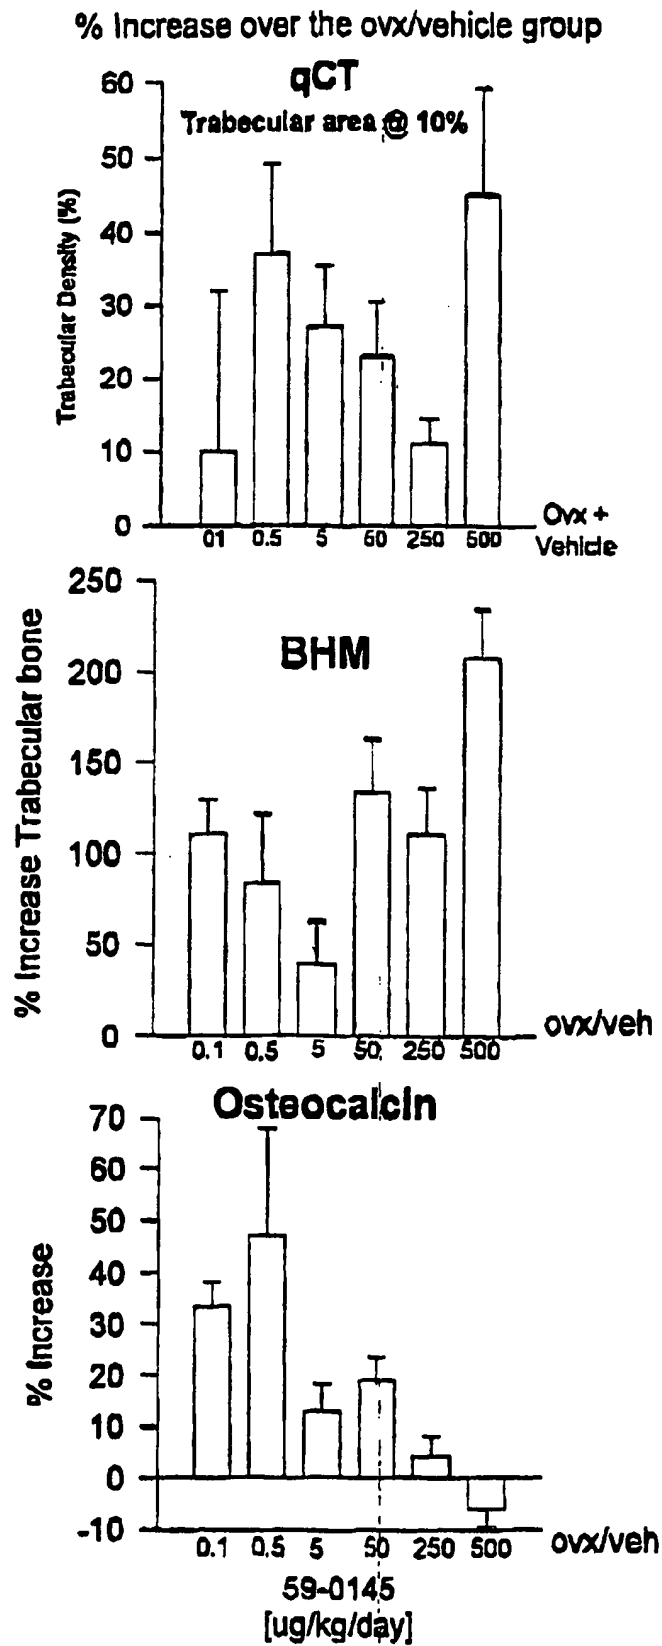 % Increase over the ovx/vehicle group
qCT
Trabecular area @ 10%
Trabecular Density (%)
60
50
40
30
20
10
0
01 0.5 5 50 250 500
Ovx +
Vehicle
BHM
% Increase Trabecular bone
250
200
150
100
50
0
0.1 0.5 5 50 250 500
ovx/veh
Osteocalcin
% Increase
70
60
50
40
30
20
10
0
-10
0.1 0.5 5 50 250 500
ovx/veh
59-0145
[ug/kg/day]